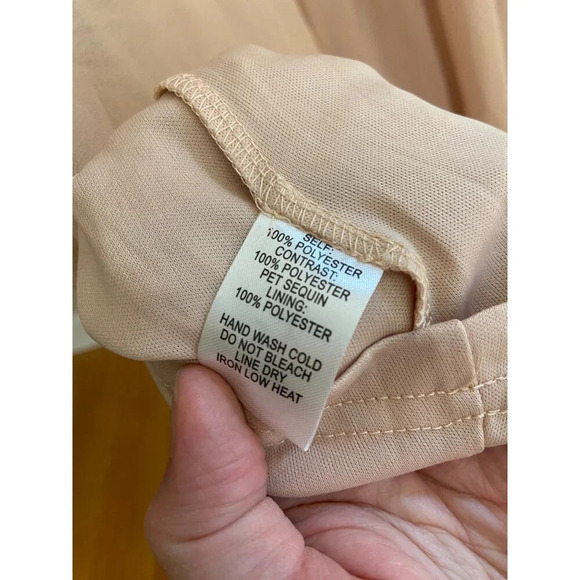 SELF:
100% POLYESTER
CONTRAST:
100% POLYESTER
PET SEQUIN
LINING:
100% POLYESTER
HAND WASH COLD
DO NOT BLEACH
LINE DRY
IRON LOW HEAT